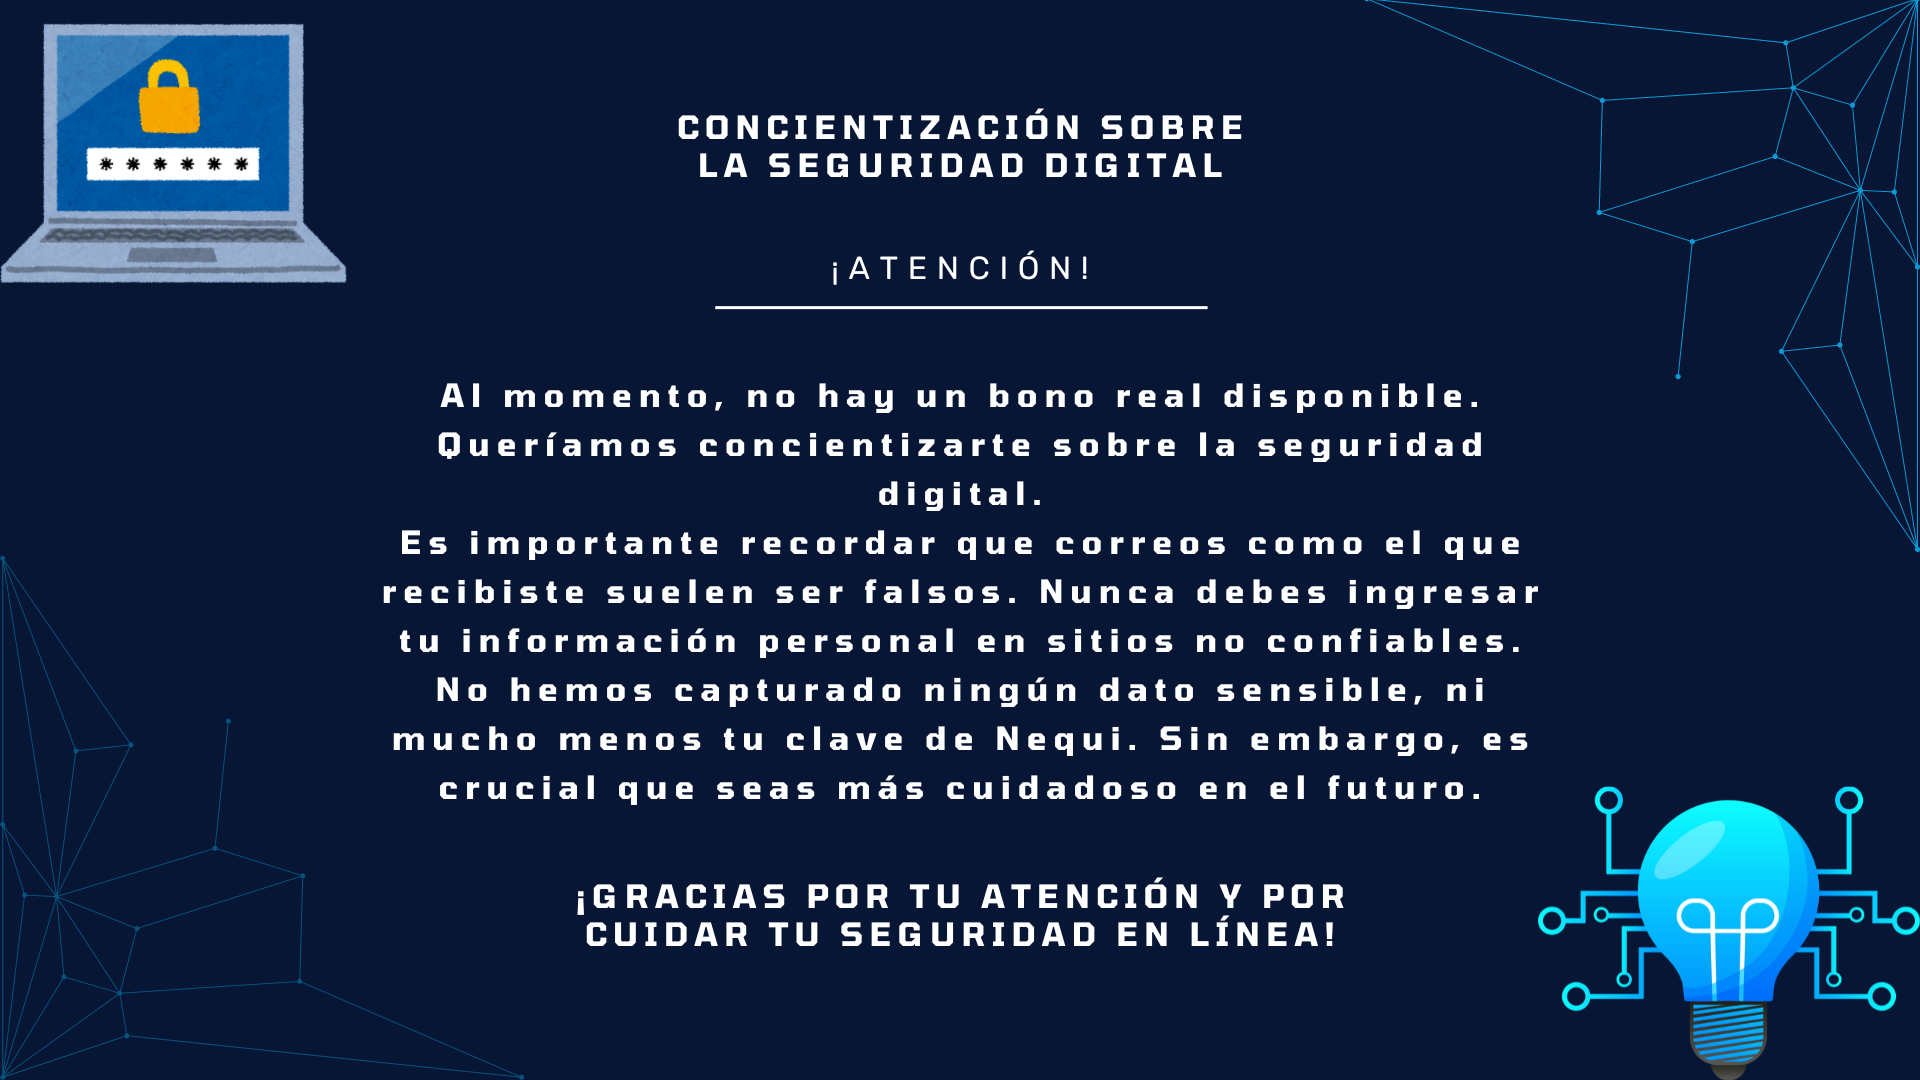 CONCIENTIZACIÓN SOBRE
LA SEGURIDAD DIGITAL
¡ATENCIÓN!
Al momento, no hay un bono real disponible.
Queríamos concientizarte sobre la seguridad
digital.
Es importante recordar que correos como el que
recibiste suelen ser falsos. Nunca debes ingresar
tu información personal en sitios no confiables.
No hemos capturado ningún dato sensible, ni
mucho menos tu clave de Nequi. Sin embargo, es
crucial que seas más cuidadoso en el futuro.
¡GRACIAS POR TU ATENCIÓN Y POR
CUIDAR TU SEGURIDAD EN LÍNEA!